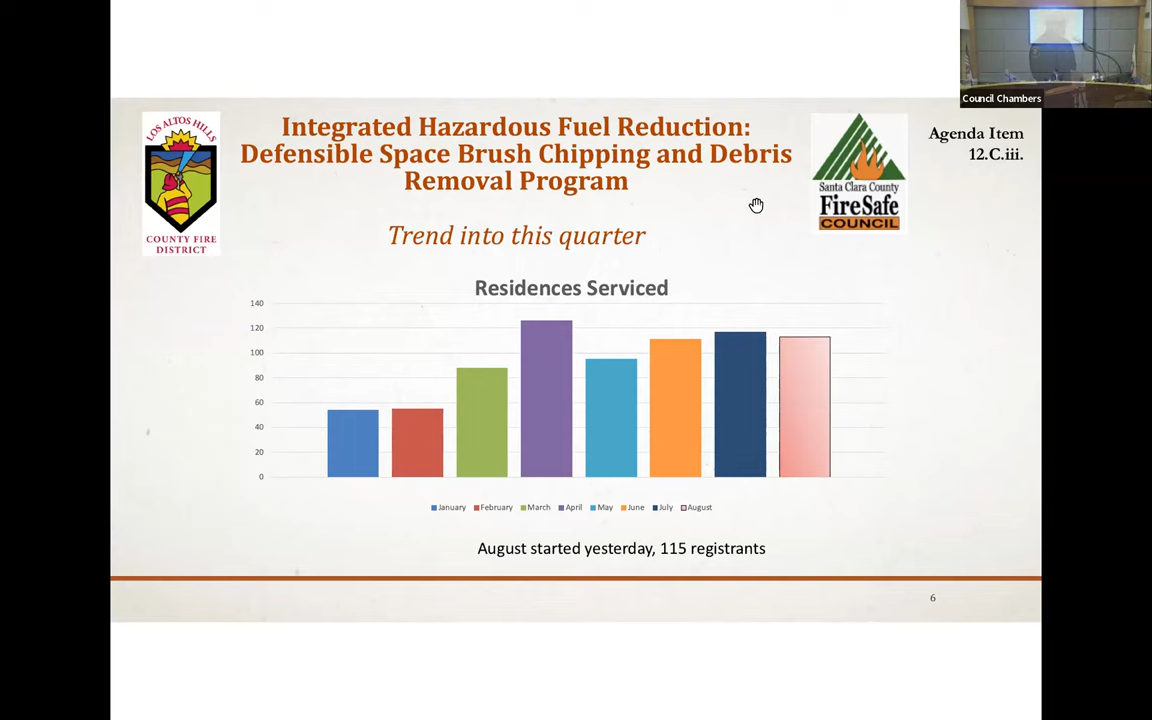 Council Chambers
LOS ALTOS HILLS
COUNTY FIRE
DISTRICT
Integrated Hazardous Fuel Reduction:
Defensible Space Brush Chipping and Debris
Removal Program
Santa Clara County
FireSafe
COUNCIL
Agenda Item
12.C.iii.
Trend into this quarter
Residences Serviced
140
120
100
80
60
40
20
0
January February March April May June July August
August started yesterday, 115 registrants
6